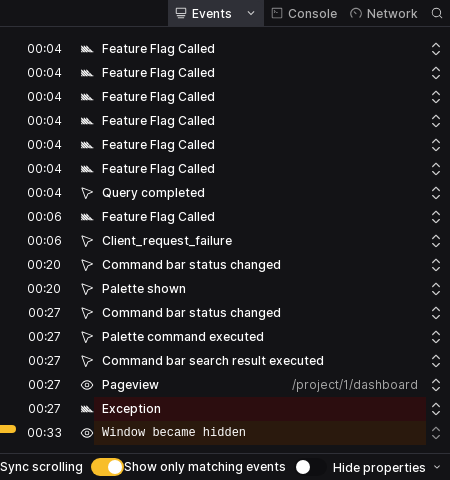 Events Console Network
00:04 Feature Flag Called
00:04 Feature Flag Called
00:04 Feature Flag Called
00:04 Feature Flag Called
00:04 Feature Flag Called
00:04 Feature Flag Called
00:04 Query completed
00:06 Feature Flag Called
00:06 Client_request_failure
00:20 Command bar status changed
00:20 Palette shown
00:27 Command bar status changed
00:27 Palette command executed
00:27 Command bar search result executed
00:27 Pageview /project/1/dashboard
00:27 Exception
00:33 Window became hidden
Sync scrolling Show only matching events Hide properties